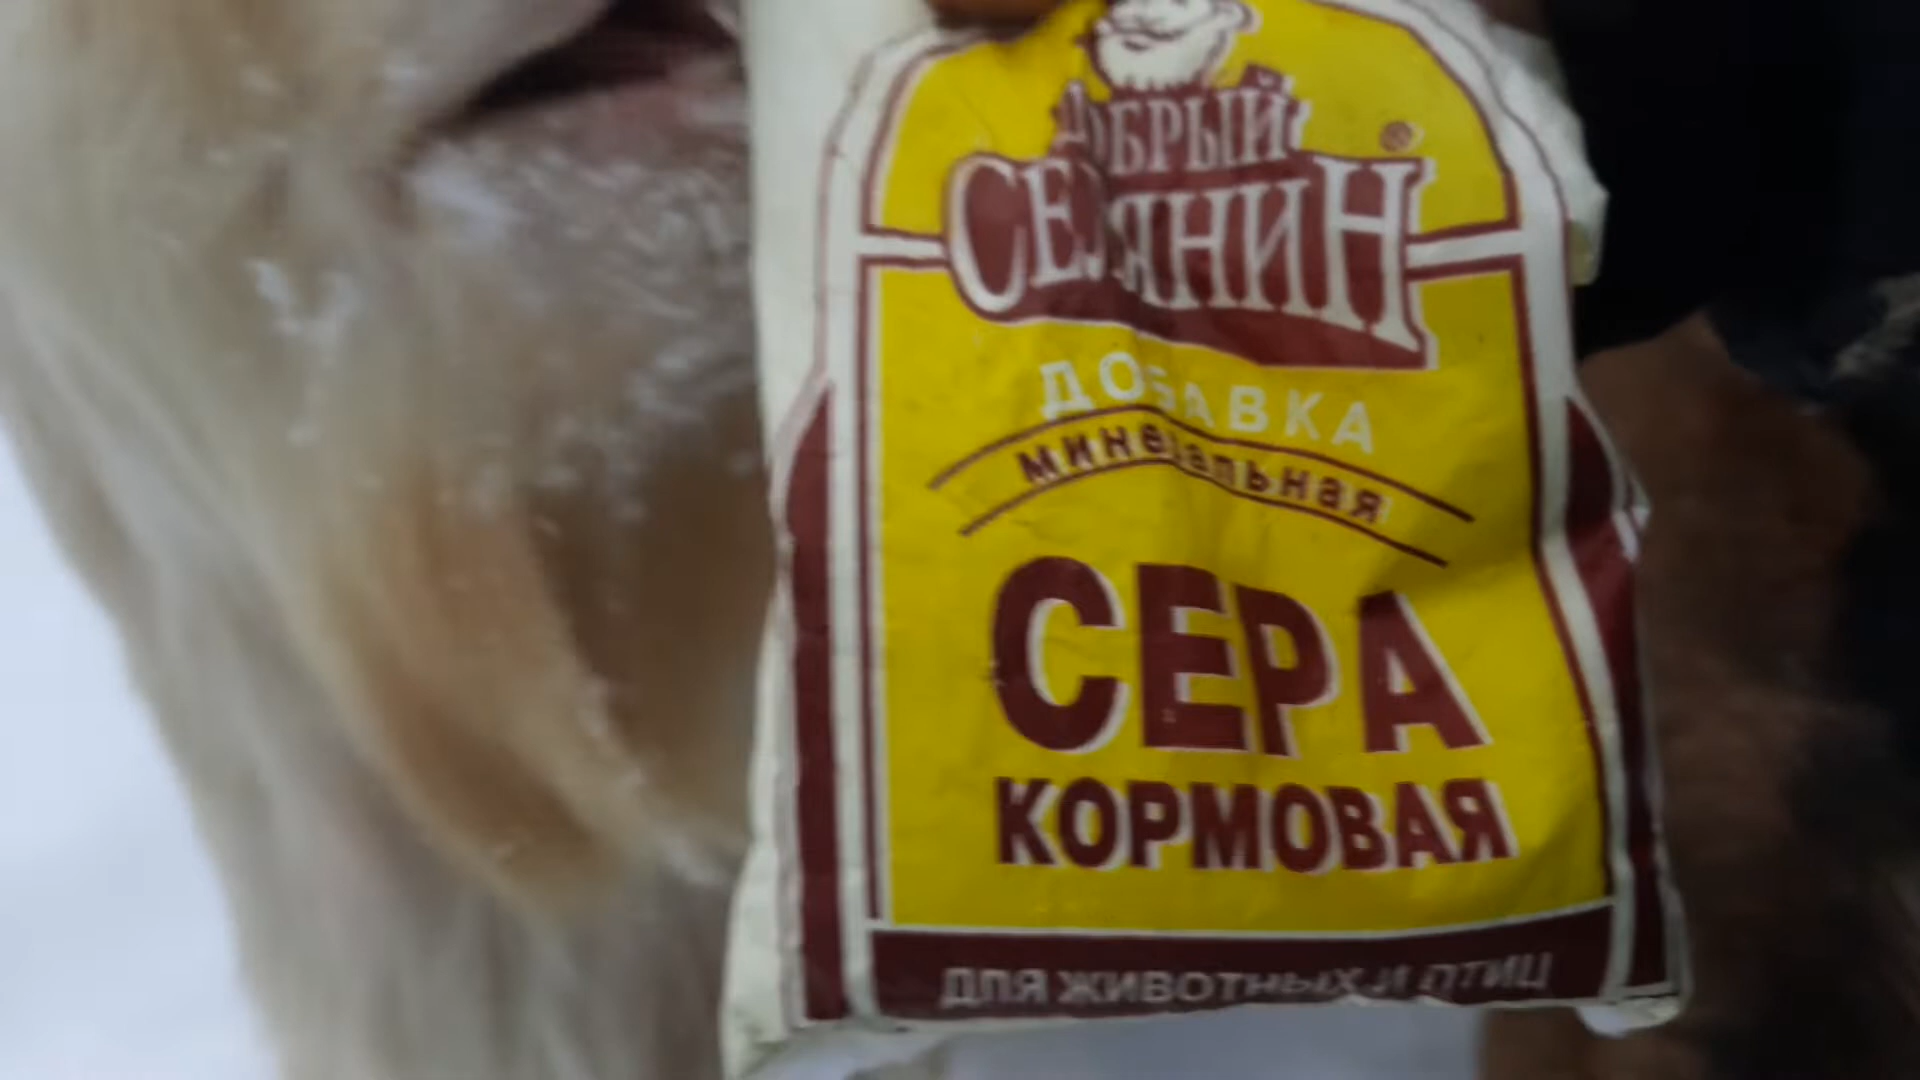 ДОБРЫЙ
СЕЛЯНИН
®
ДОБАВКА
минеральная
СЕРА
КОРМОВАЯ
ДЛЯ ЖИВОТНЫХ И ПТИЦ